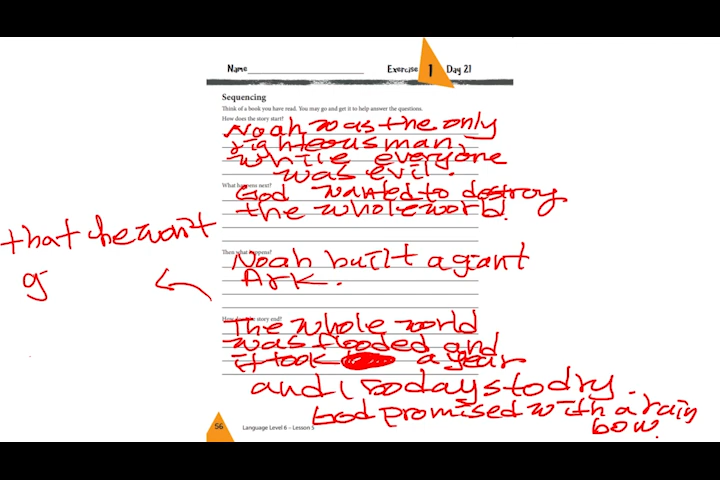 Name
Exercise 1 Day 21
Sequencing
Think of a book you have read. You may go and get it to help answer the questions.
How does the story start?
Noah was the only
righteous man
while everyone
was evil.
What happens next?
God wanted to destroy
the whole world.
Then what happens?
Noah built a giant
Ark.
How does the story end?
The whole world
was flooded and
it took a year
and 150 days to dry.
God promised with a rain
bow.
that he won't
g
56 Language Level 6 – Lesson 5